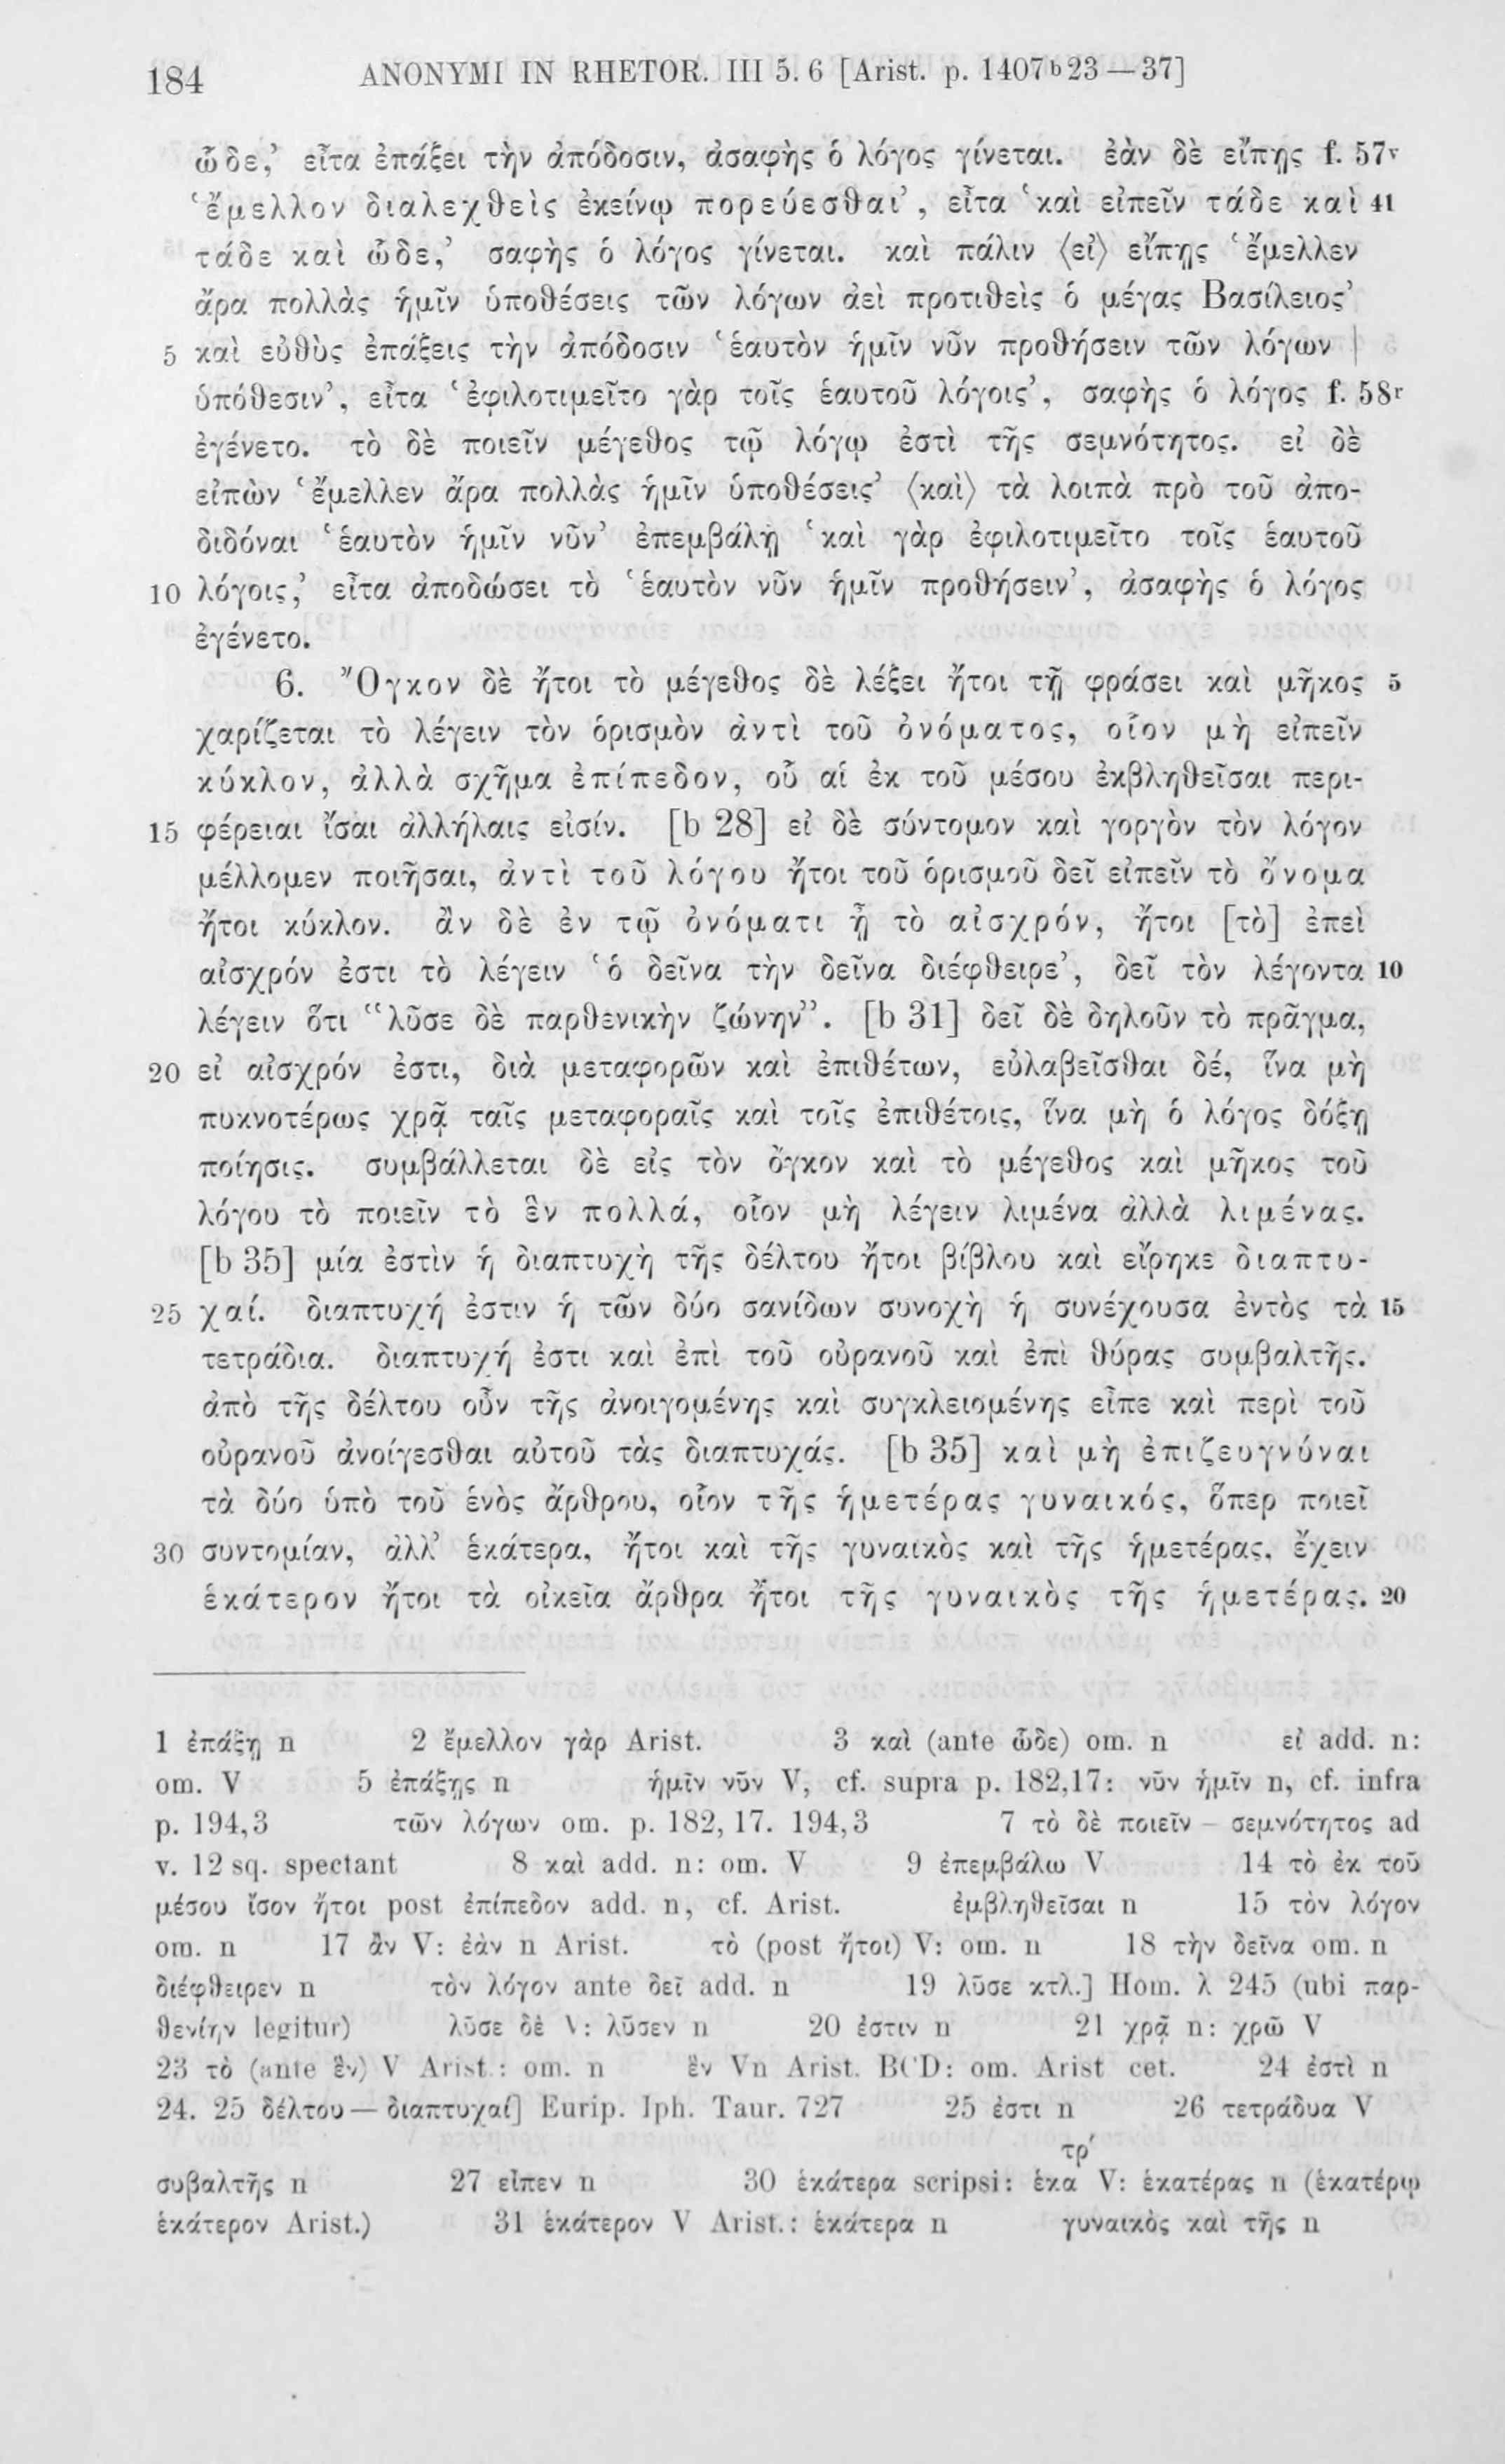 184 ANONYMI IN RHETOR. III 5. 6 [Arist. p. 1407 b 23 — 37]
ὧδε,’ εἶτα ἐπάξει τὴν ἀπόδοσιν, ἀσαφὴς ὁ λόγος γίνεται. ἐὰν δὲ εἴπῃς f. 57v
‘ἔμελλον διαλεχθεὶς ἐκείνῳ πορεύεσθαι’, εἶτα ‘καὶ εἰπεῖν τάδε καὶ 41
τάδε καὶ ὧδε,’ σαφὴς ὁ λόγος γίνεται. καὶ πάλιν ⟨εἰ⟩ εἴπῃς ‘ἔμελλεν
ἄρα πολλὰς ἡμῖν ὑποθέσεις τῶν λόγων ἀεὶ προτιθεὶς ὁ μέγας Βασίλειος’
5 καὶ εὐθὺς ἐπάξεις τὴν ἀπόδοσιν ‘ἑαυτὸν ἡμῖν νῦν προθήσειν τῶν λόγων |
ὑπόθεσιν’, εἶτα ‘ἐφιλοτιμεῖτο γὰρ τοῖς ἑαυτοῦ λόγοις’, σαφὴς ὁ λόγος f. 58r
ἐγένετο. τὸ δὲ ποιεῖν μέγεθος τῷ λόγῳ ἐστὶ τῆς σεμνότητος. εἰ δὲ
εἰπὼν ‘ἔμελλεν ἄρα πολλὰς ἡμῖν ὑποθέσεις’ ⟨καὶ⟩ τὰ λοιπὰ πρὸ τοῦ ἀπο-
διδόναι ‘ἑαυτὸν ἡμῖν νῦν’ ἐπεμβάλῃ ‘καὶ γὰρ ἐφιλοτιμεῖτο τοῖς ἑαυτοῦ
10 λόγοις,’ εἶτα ἀποδώσει τὸ ‘ἑαυτὸν νῦν ἡμῖν προθήσειν’, ἀσαφὴς ὁ λόγος
ἐγένετο.
6. Ὄγκον δὲ ἤτοι τὸ μέγεθος δὲ λέξει ἤτοι τῇ φράσει καὶ μῆκος 5
χαρίζεται τὸ λέγειν τὸν ὁρισμὸν ἀντὶ τοῦ ὀνόματος, οἷον μὴ εἰπεῖν
κύκλον, ἀλλὰ σχῆμα ἐπίπεδον, οὗ αἱ ἐκ τοῦ μέσου ἐκβληθεῖσαι περι-
15 φέρειαι ἴσαι ἀλλήλαις εἰσίν. [b 28] εἰ δὲ σύντομον καὶ γοργὸν τὸν λόγον
μέλλομεν ποιῆσαι, ἀντὶ τοῦ λόγου ἤτοι τοῦ ὁρισμοῦ δεῖ εἰπεῖν τὸ ὄνομα
ἤτοι κύκλον. ἂν δὲ ἐν τῷ ὀνόματι ᾖ τὸ αἰσχρόν, ἤτοι [τὸ] ἐπεὶ
αἰσχρόν ἐστι τὸ λέγειν ‘ὁ δεῖνα τὴν δεῖνα διέφθειρε’, δεῖ τὸν λέγοντα 10
λέγειν ὅτι “λῦσε δὲ παρθενικὴν ζώνην”. [b 31] δεῖ δὲ δηλοῦν τὸ πρᾶγμα,
20 εἰ αἰσχρόν ἐστι, διὰ μεταφορῶν καὶ ἐπιθέτων, εὐλαβεῖσθαι δέ, ἵνα μὴ
πυκνοτέρως χρᾷ ταῖς μεταφοραῖς καὶ τοῖς ἐπιθέτοις, ἵνα μὴ ὁ λόγος δόξῃ
ποίησις. συμβάλλεται δὲ εἰς τὸν ὄγκον καὶ τὸ μέγεθος καὶ μῆκος τοῦ
λόγου τὸ ποιεῖν τὸ ἓν πολλά, οἷον μὴ λέγειν λιμένα ἀλλὰ λιμένας.
[b 35] μία ἐστὶν ἡ διαπτυχὴ τῆς δέλτου ἤτοι βίβλου καὶ εἴρηκε διαπτυ-
25 χαί. διαπτυχή ἐστιν ἡ τῶν δύο σανίδων συνοχὴ ἡ συνέχουσα ἐντὸς τὰ 15
τετράδια. διαπτυχή ἐστι καὶ ἐπὶ τοῦ οὐρανοῦ καὶ ἐπὶ θύρας συμβαλτῆς.
ἀπὸ τῆς δέλτου οὖν τῆς ἀνοιγομένης καὶ συγκλειομένης εἶπε καὶ περὶ τοῦ
οὐρανοῦ ἀνοίγεσθαι αὐτοῦ τὰς διαπτυχάς. [b 35] καὶ μὴ ἐπιζευγνύναι
τὰ δύο ὑπὸ τοῦ ἑνὸς ἄρθρου, οἷον τῆς ἡμετέρας γυναικός, ὅπερ ποιεῖ
30 συντομίαν, ἀλλ’ ἑκάτερα, ἤτοι καὶ τῆς γυναικὸς καὶ τῆς ἡμετέρας, ἔχειν
ἑκάτερον ἤτοι τὰ οἰκεῖα ἄρθρα ἤτοι τῆς γυναικὸς τῆς ἡμετέρας. 20
1 ἐπάξῃ n 2 ἔμελλον γὰρ Arist. 3 καὶ (ante ὧδε) om. n εἰ add. n:
om. V 5 ἐπάξῃς n ἡμῖν νῦν V, cf. supra p. 182,17: νῦν ἡμῖν n, cf. infra
p. 194,3 τῶν λόγων om. p. 182, 17. 194,3 7 τὸ δὲ ποιεῖν — σεμνότητος ad
v. 12 sq. spectant 8 καὶ add. n: om. V 9 ἐπεμβάλω V 14 τὸ ἐκ τοῦ
μέσου ἴσον ἤτοι post ἐπίπεδον add. n, cf. Arist. ἐμβληθεῖσαι n 15 τὸν λόγον
om. n 17 ἂν V: ἐὰν n Arist. τὸ (post ἤτοι) V: om. n 18 τὴν δεῖνα om. n
διέφθειρεν n τὸν λόγον ante δεῖ add. n 19 λῦσε κτλ.] Hom. λ 245 (ubi παρ-
θενίην legitur) λῦσε δὲ V: λῦσεν n 20 ἐστιν n 21 χρᾷ n: χρῶ V
23 τὸ (ante ἓν) V Arist.: om. n ἓν Vn Arist. BCD: om. Arist cet. 24 ἐστὶ n
24. 25 δέλτου — διαπτυχαί] Eurip. Iph. Taur. 727 25 ἐστι n 26 τετράδυα V
συβαλτῆς n 27 εἶπεν n 30 ἑκάτερα scripsi: ἑκατρ́ V: ἑκατέρας n (ἑκατέρῳ
ἑκάτερον Arist.) 31 ἑκάτερον V Arist.: ἑκάτερα n γυναικὸς καὶ τῆς n